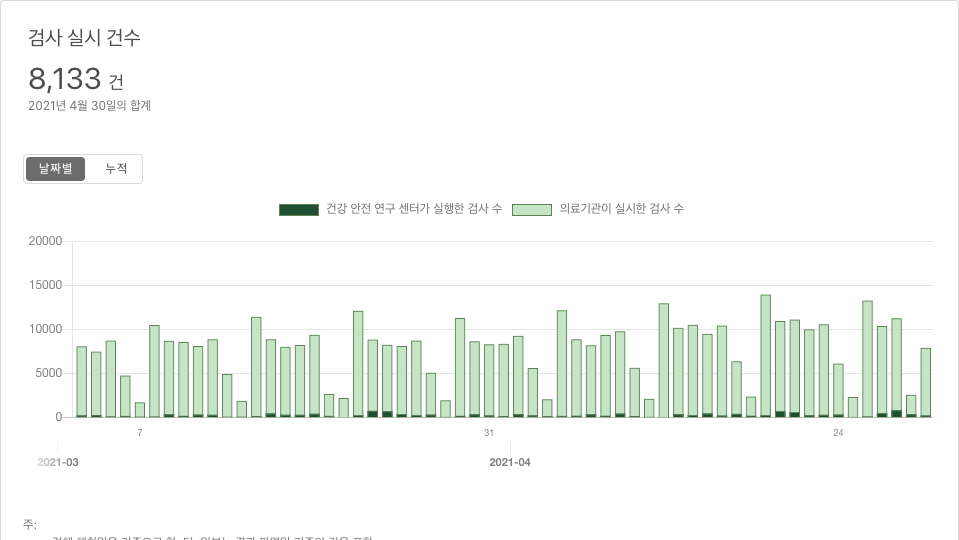 검사 실시 건수
8,133 건
2021년 4월 30일의 합계
날짜별 누적
건강 안전 연구 센터가 실행한 검사 수 의료기관이 실시한 검사 수
20000
15000
10000
5000
0
7 31 24
2021-03 2021-04
주: